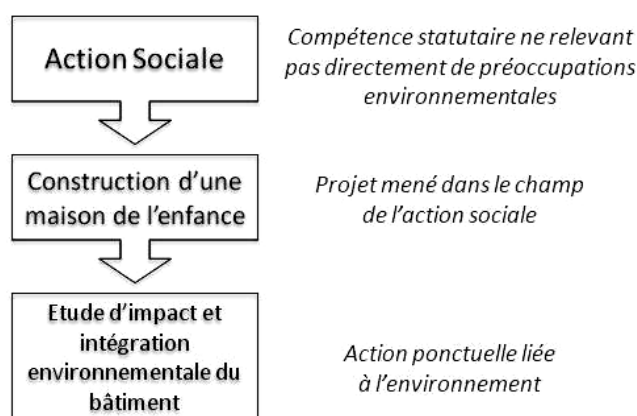 Action Sociale
Compétence statutaire ne relevant
pas directement de préoccupations
environnementales
Construction d’une
maison de l’enfance
Projet mené dans le champ
de l’action sociale
Etude d’impact et
intégration
environnementale du
bâtiment
Action ponctuelle liée
à l’environnement